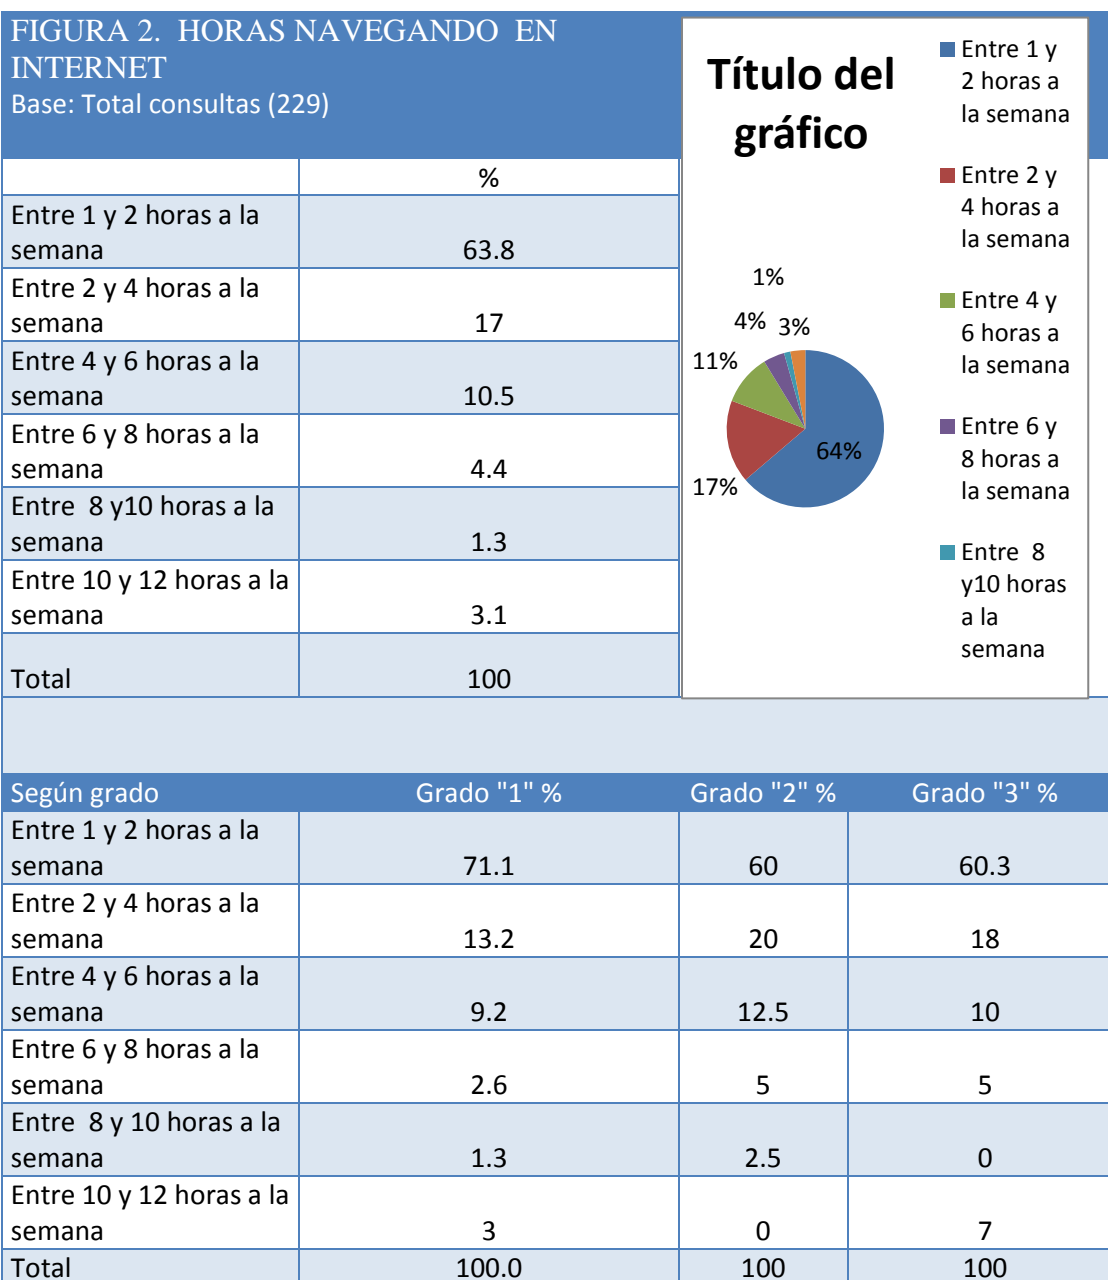 FIGURA 2.  HORAS NAVEGANDO  EN
INTERNET
Base: Total consultas (229)
%
Entre 1 y 2 horas a la
semana
63.8
Entre 2 y 4 horas a la
semana
17
Entre 4 y 6 horas a la
semana
10.5
Entre 6 y 8 horas a la
semana
4.4
Entre  8 y10 horas a la
semana
1.3
Entre 10 y 12 horas a la
semana
3.1
Total
100
Título del
gráfico
1%
4%
3%
11%
64%
17%
Entre 1 y
2 horas a
la semana
Entre 2 y
4 horas a
la semana
Entre 4 y
6 horas a
la semana
Entre 6 y
8 horas a
la semana
Entre  8
y10 horas
a la
semana
Según grado
Grado "1" %
Grado "2" %
Grado "3" %
Entre 1 y 2 horas a la
semana
71.1
60
60.3
Entre 2 y 4 horas a la
semana
13.2
20
18
Entre 4 y 6 horas a la
semana
9.2
12.5
10
Entre 6 y 8 horas a la
semana
2.6
5
5
Entre  8 y 10 horas a la
semana
1.3
2.5
0
Entre 10 y 12 horas a la
semana
3
0
7
Total
100.0
100
100